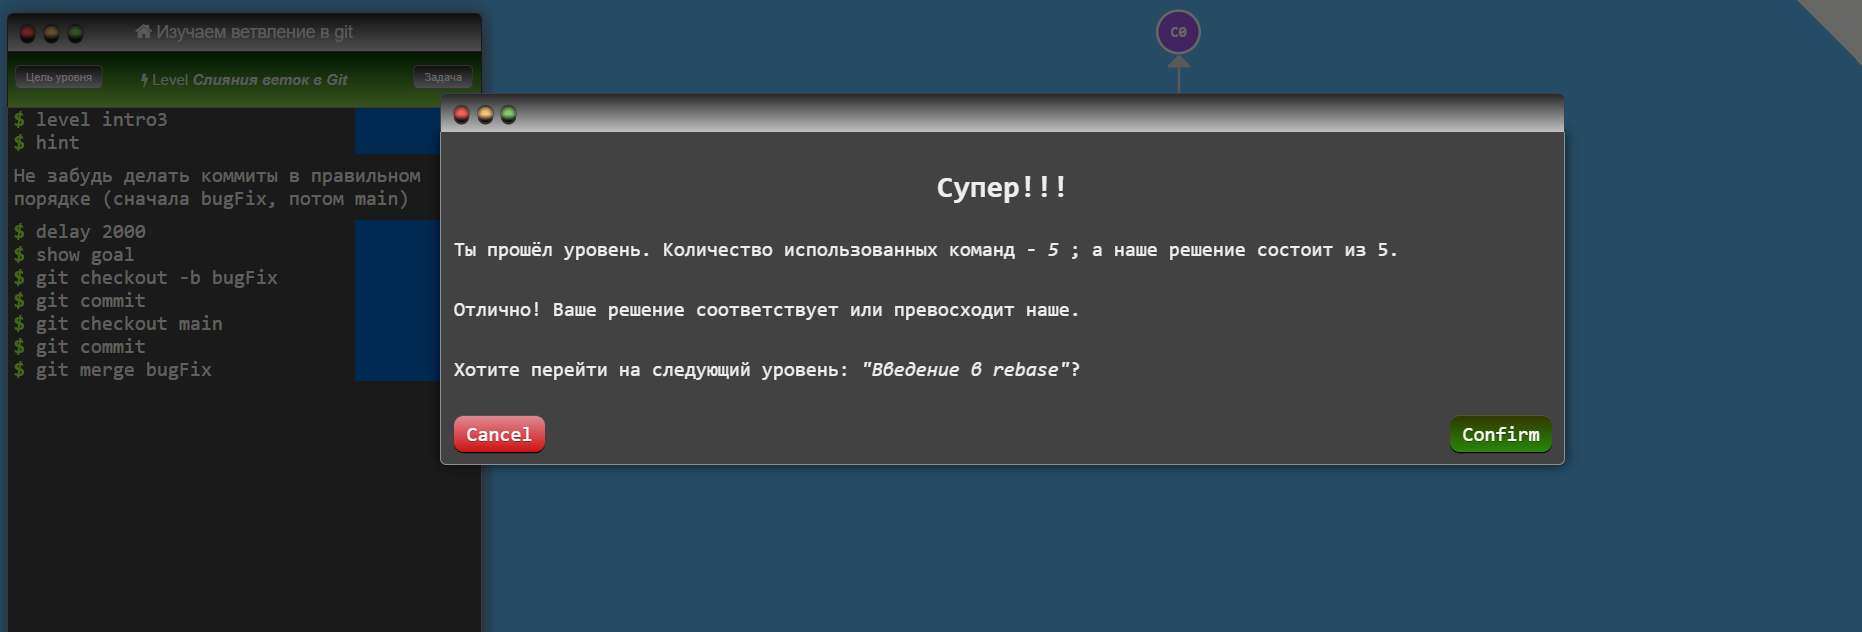 Изучаем ветвление в git
Цель уровня
Level Слияния веток в Git
Задача
$ level intro3
$ hint
Не забудь делать коммиты в правильном
порядке (сначала bugFix, потом main)
$ delay 2000
$ show goal
$ git checkout -b bugFix
$ git commit
$ git checkout main
$ git commit
$ git merge bugFix
C0
Супер!!!
Ты прошёл уровень. Количество использованных команд - 5 ; а наше решение состоит из 5.
Отлично! Ваше решение соответствует или превосходит наше.
Хотите перейти на следующий уровень: "Введение в rebase"?
Cancel
Confirm